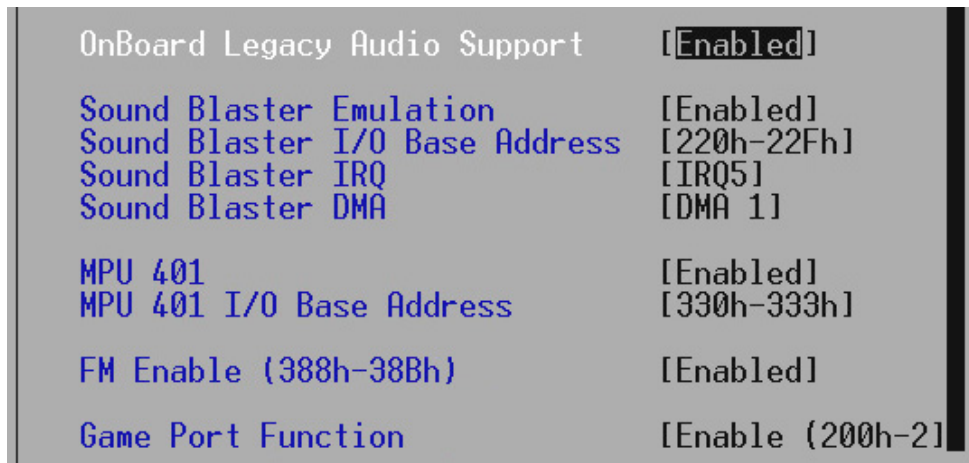 OnBoard Legacy Audio Support [Enabled]
Sound Blaster Emulation [Enabled]
Sound Blaster I/O Base Address [220h-22Fh]
Sound Blaster IRQ [IRQ5]
Sound Blaster DMA [DMA 1]
MPU 401 [Enabled]
MPU 401 I/O Base Address [330h-333h]
FM Enable (388h-38Bh) [Enabled]
Game Port Function [Enable (200h-2]